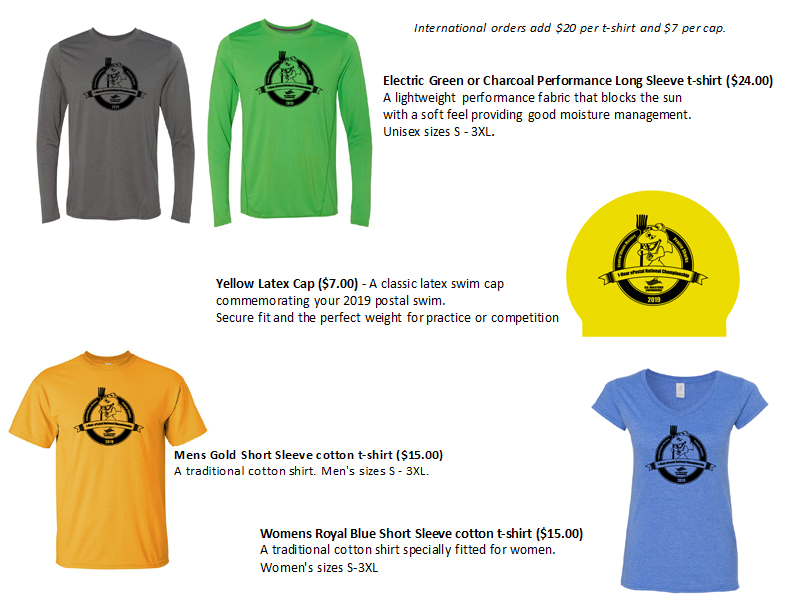 International orders add $20 per t-shirt and $7 per cap.
Electric Green or Charcoal Performance Long Sleeve t-shirt ($24.00)
A lightweight performance fabric that blocks the sun
with a soft feel providing good moisture management.
Unisex sizes S - 3XL.
Yellow Latex Cap ($7.00) - A classic latex swim cap
commemorating your 2019 postal swim.
Secure fit and the perfect weight for practice or competition
1-Hour ePostal National Championship
U.S. MASTERS
SWIMMING
2019
Mens Gold Short Sleeve cotton t-shirt ($15.00)
A traditional cotton shirt. Men's sizes S - 3XL.
Womens Royal Blue Short Sleeve cotton t-shirt ($15.00)
A traditional cotton shirt specially fitted for women.
Women's sizes S-3XL
2019
2019
2019
2019